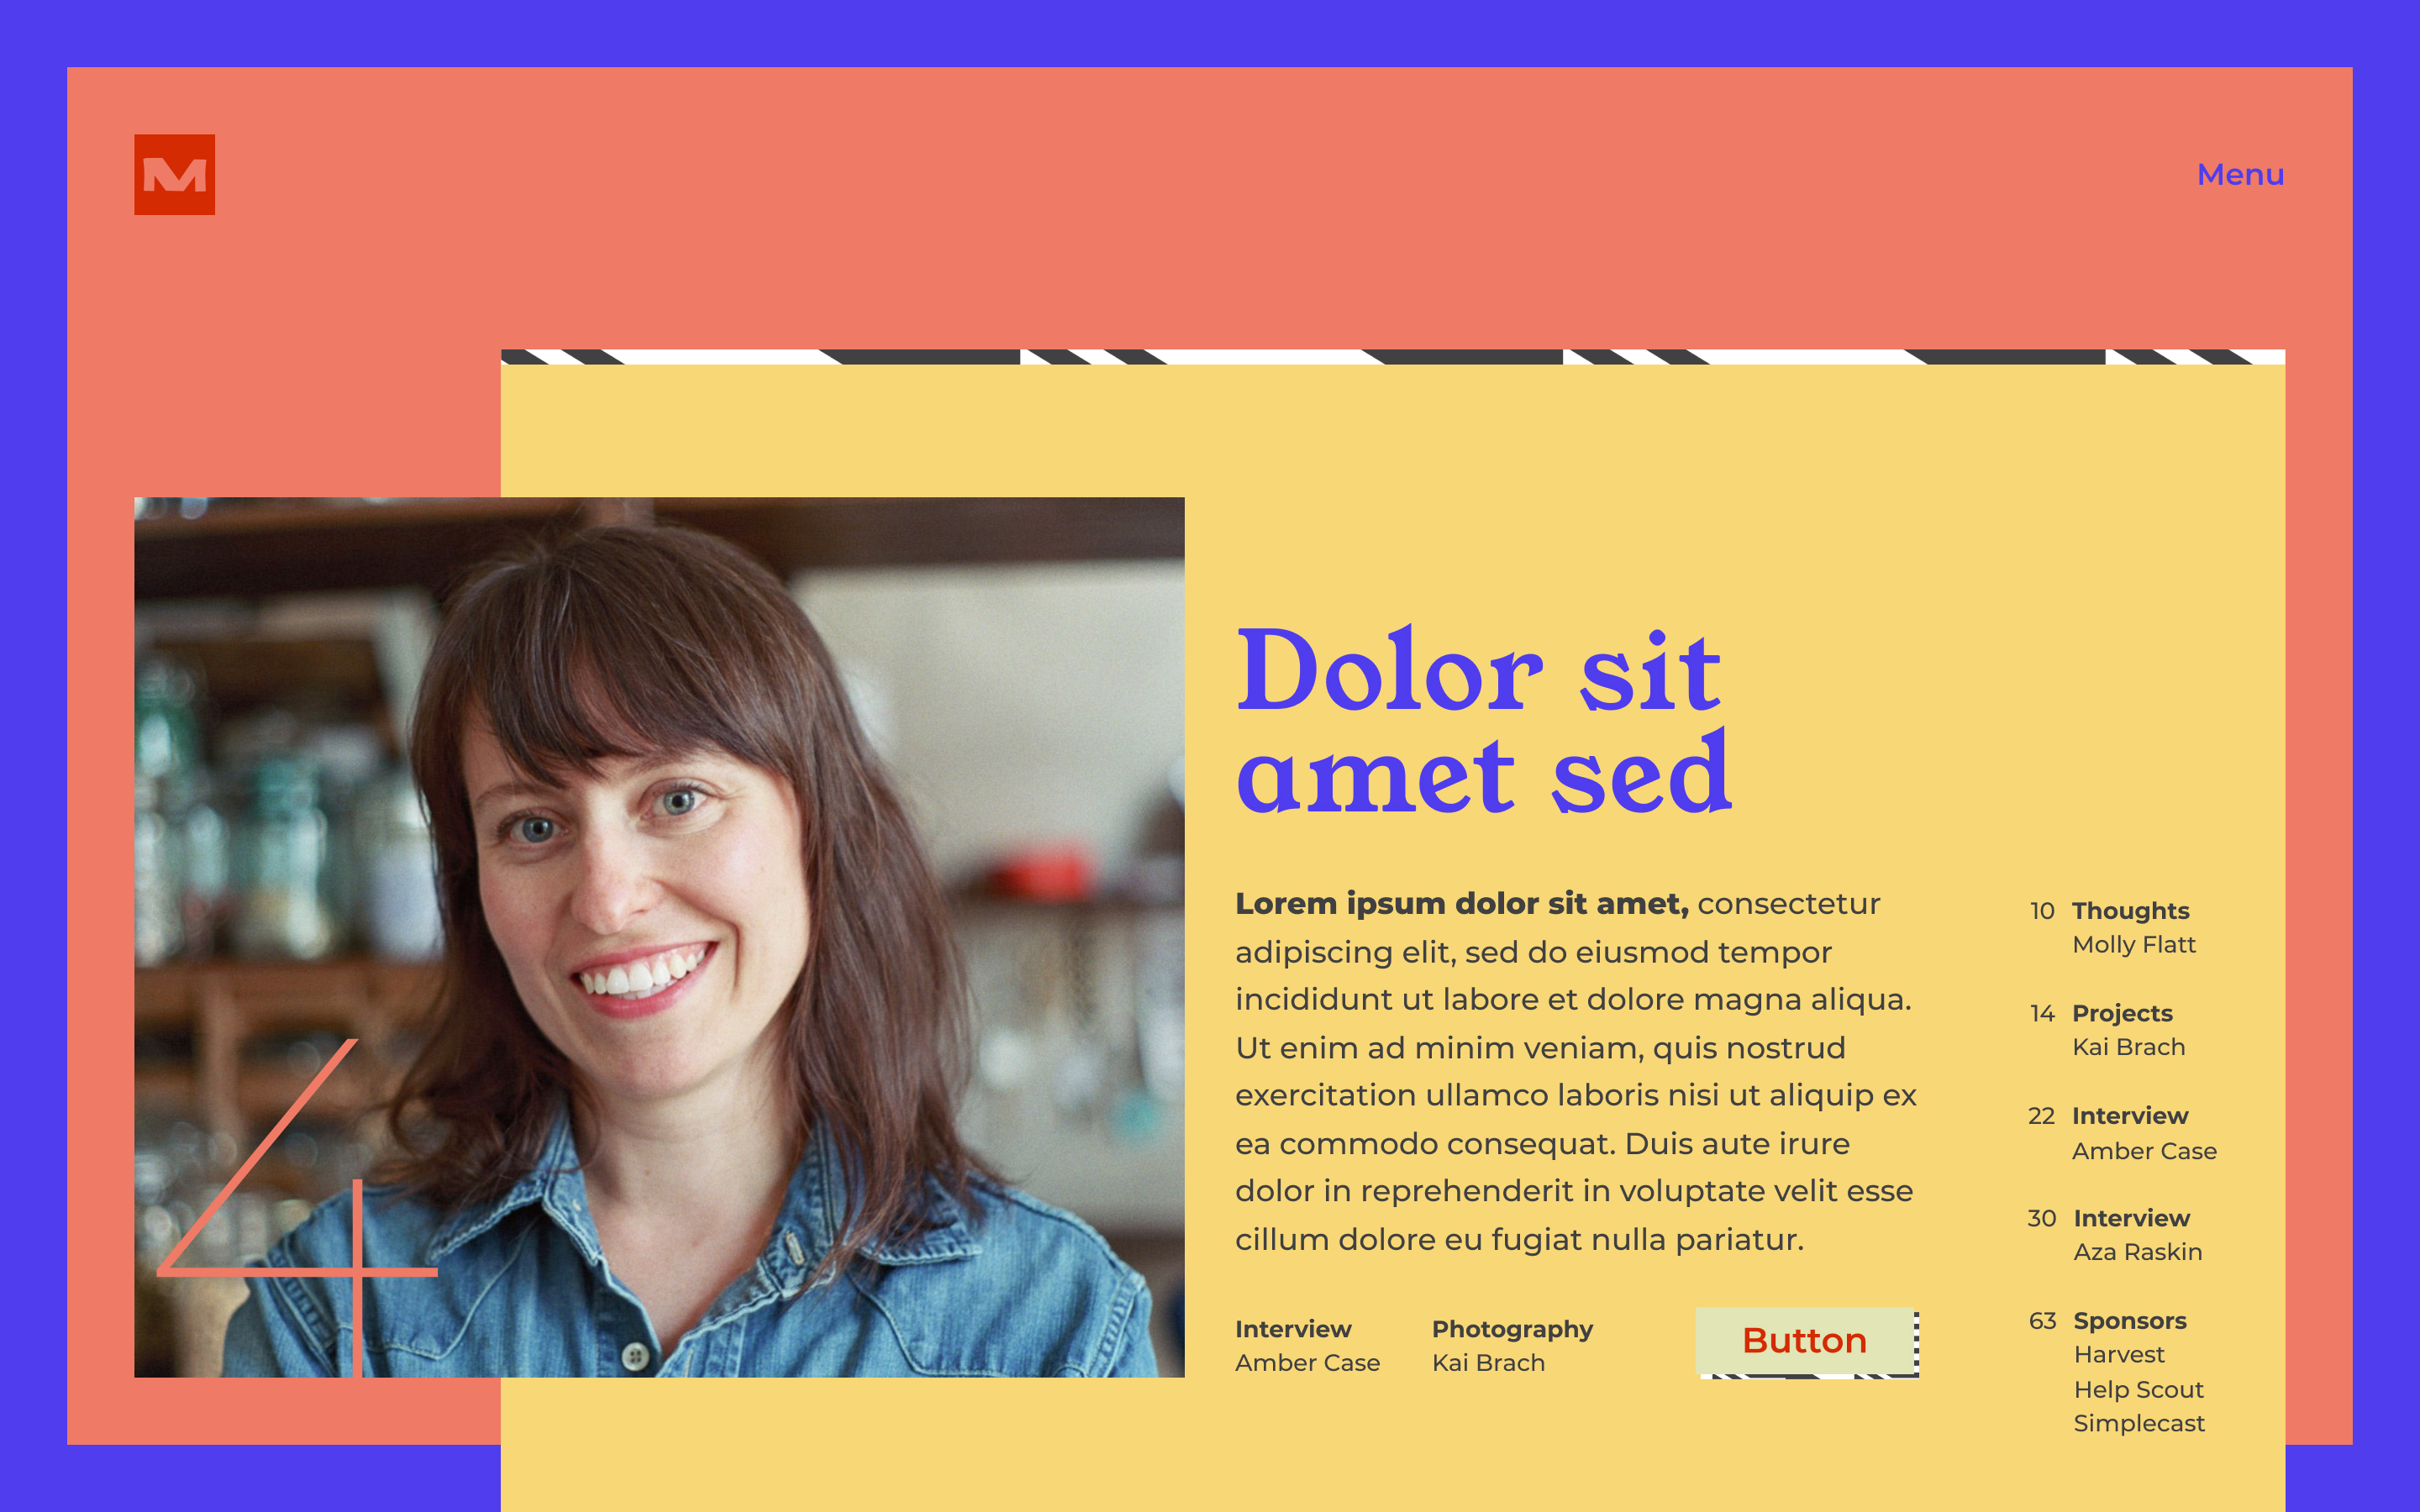 M
Menu
Dolor sit
amet sed
Lorem ipsum dolor sit amet, consectetur
adipiscing elit, sed do eiusmod tempor
incididunt ut labore et dolore magna aliqua.
Ut enim ad minim veniam, quis nostrud
exercitation ullamco laboris nisi ut aliquip ex
ea commodo consequat. Duis aute irure
dolor in reprehenderit in voluptate velit esse
cillum dolore eu fugiat nulla pariatur.
Interview
Amber Case
Photography
Kai Brach
Button
10 Thoughts
Molly Flatt
14 Projects
Kai Brach
22 Interview
Amber Case
30 Interview
Aza Raskin
63 Sponsors
Harvest
Help Scout
Simplecast
4